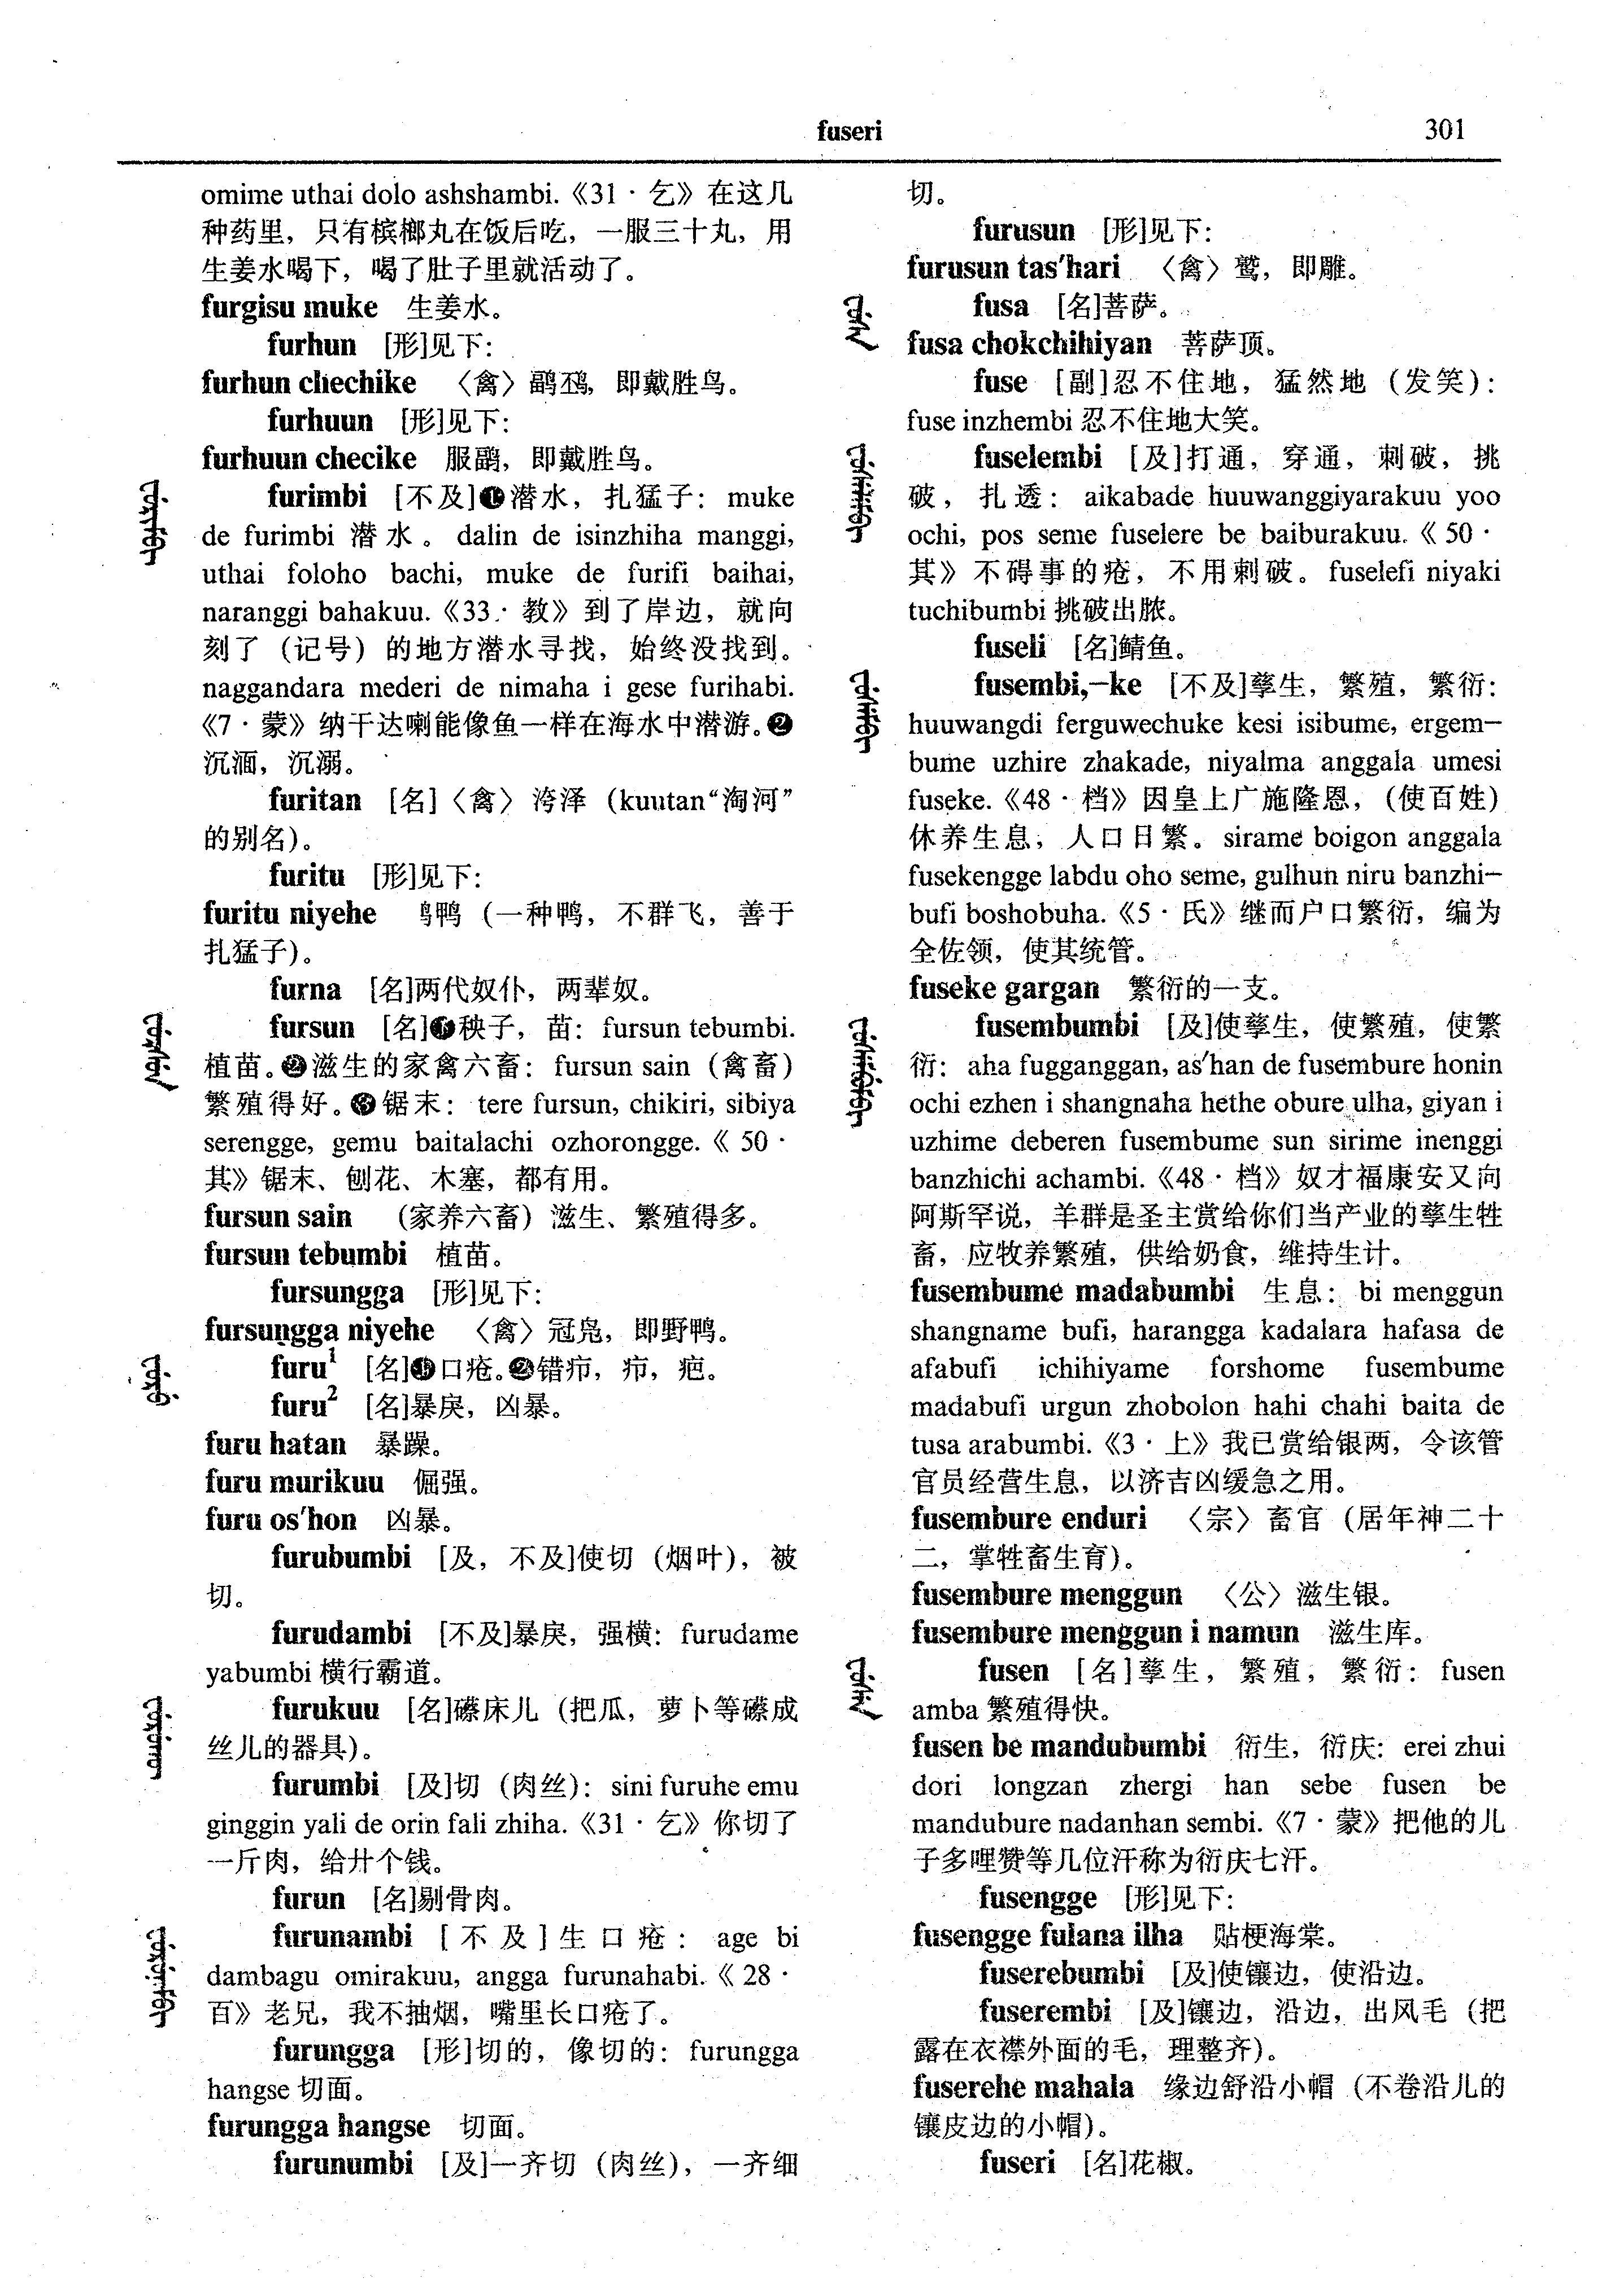 fuseri
301
omime uthai dolo ashshambi.《31·乞》在这几
种药里，只有槟榔丸在饭后吃，一服三十丸，用
生姜水喝下，喝了肚子里就活动了。
furgisu muke 生姜水。
furhun [形]见下：
furhun chechike 〈禽〉鹛鸦，即戴胜鸟。
furhuun [形]见下：
furhuun checike 服鹛，即戴胜鸟。
furimbi [不及]❶潜水，扎猛子：muke
de furimbi 潜水。dalin de isinzhiha manggi,
uthai foloho bachi, muke de furifi baihai,
naranggi bahakuu.《33·教》到了岸边，就向
刻了（记号）的地方潜水寻找，始终没找到。
naggandara mederi de nimaha i gese furihabi.
《7·蒙》纳干达喇能像鱼一样在海水中潜游。❷
沉湎，沉溺。
furitan [名]〈禽〉洿泽（kuutan“淘河”
的别名）。
furitu [形]见下：
furitu niyehe 鸭（一种鸭，不群飞，善于
扎猛子）。
furna [名]两代奴仆，两辈奴。
fursun [名]❶秧子，苗：fursun tebumbi.
植苗。❷滋生的家禽六畜：fursun sain（禽畜）
繁殖得好。❸锯末：tere fursun, chikiri, sibiya
serengge, gemu baitalachi ozhorongge.《50·
其》锯末、刨花、木塞，都有用。
fursun sain （家养六畜）滋生、繁殖得多。
fursun tebumbi 植苗。
fursungga [形]见下：
fursungga niyehe 〈禽〉冠凫，即野鸭。
furu¹ [名]❶口疮。❷错疖，疖，疤。
furu² [名]暴戾，凶暴。
furu hatan 暴躁。
furu murikuu 倔强。
furu os'hon 凶暴。
furubumbi [及，不及]使切（烟叶），被
切。
furudambi [不及]暴戾，强横：furudame
yabumbi 横行霸道。
furukuu [名]礤床儿（把瓜，萝卜等礤成
丝儿的器具）。
furumbi [及]切（肉丝）：sini furuhe emu
ginggin yali de orin fali zhiha.《31·乞》你切了
一斤肉，给廾个钱。
furun [名]剔骨肉。
furunambi [不及]生口疮：age bi
dambagu omirakuu, angga furunahabi.《28·
百》老兄，我不抽烟，嘴里长口疮了。
furungga [形]切的，像切的：furungga
hangse 切面。
furungga hangse 切面。
furunumbi [及]一齐切（肉丝），一齐细
切。
furusun [形]见下：
furusun tas'hari 〈禽〉鹫，即雕。
fusa [名]菩萨。
fusa chokchihiyan 菩萨顶。
fuse [副]忍不住地，猛然地（发笑）：
fuse inzhembi 忍不住地大笑。
fuselembi [及]打通，穿通，刺破，挑
破，扎透：aikabade huuwanggiyarakuu yoo
ochi, pos seme fuselere be baiburakuu.《50·
其》不碍事的疮，不用刺破。fuselefi niyaki
tuchibumbi 挑破出脓。
fuseli [名]鲭鱼。
fusembi,-ke [不及]孳生，繁殖，繁衍：
huuwangdi ferguwechuke kesi isibume, ergem-
bume uzhire zhakade, niyalma anggala umesi
fuseke.《48·档》因皇上广施隆恩，（使百姓）
休养生息，人口日繁。sirame boigon anggala
fusekengge labdu oho seme, gulhun niru banzhi-
bufi boshobuha.《5·氏》继而户口繁衍，编为
全佐领，使其统管。
fuseke gargan 繁衍的一支。
fusembumbi [及]使孳生，使繁殖，使繁
衍：aha fugganggan, as'han de fusembure honin
ochi ezhen i shangnaha hethe obure ulha, giyan i
uzhime deberen fusembume sun sirime inenggi
banzhichi achambi.《48·档》奴才福康安又向
阿斯罕说，羊群是圣主赏给你们当产业的孳生牲
畜，应牧养繁殖，供给奶食，维持生计。
fusembume madabumbi 生息：bi menggun
shangname bufi, harangga kadalara hafasa de
afabufi ichihiyame forshome fusembume
madabufi urgun zhobolon hahi chahi baita de
tusa arabumbi.《3·上》我已赏给银两，令该管
官员经营生息，以济吉凶缓急之用。
fusembure enduri 〈宗〉畜官（居年神二十
二，掌牲畜生育）。
fusembure menggun 〈公〉滋生银。
fusembure menggun i namun 滋生库。
fusen [名]孳生，繁殖，繁衍：fusen
amba 繁殖得快。
fusen be mandubumbi 衍生，衍庆：erei zhui
dori longzan zhergi han sebe fusen be
mandubure nadanhan sembi.《7·蒙》把他的儿
子多哩赞等几位汗称为衍庆七汗。
fusengge [形]见下：
fusengge fulana ilha 贴梗海棠。
fuserebumbi [及]使镶边，使沿边。
fuserembi [及]镶边，沿边，出风毛（把
露在衣襟外面的毛，理整齐）。
fuserehe mahala 缘边舒沿小帽（不卷沿儿的
镶皮边的小帽）。
fuseri [名]花椒。